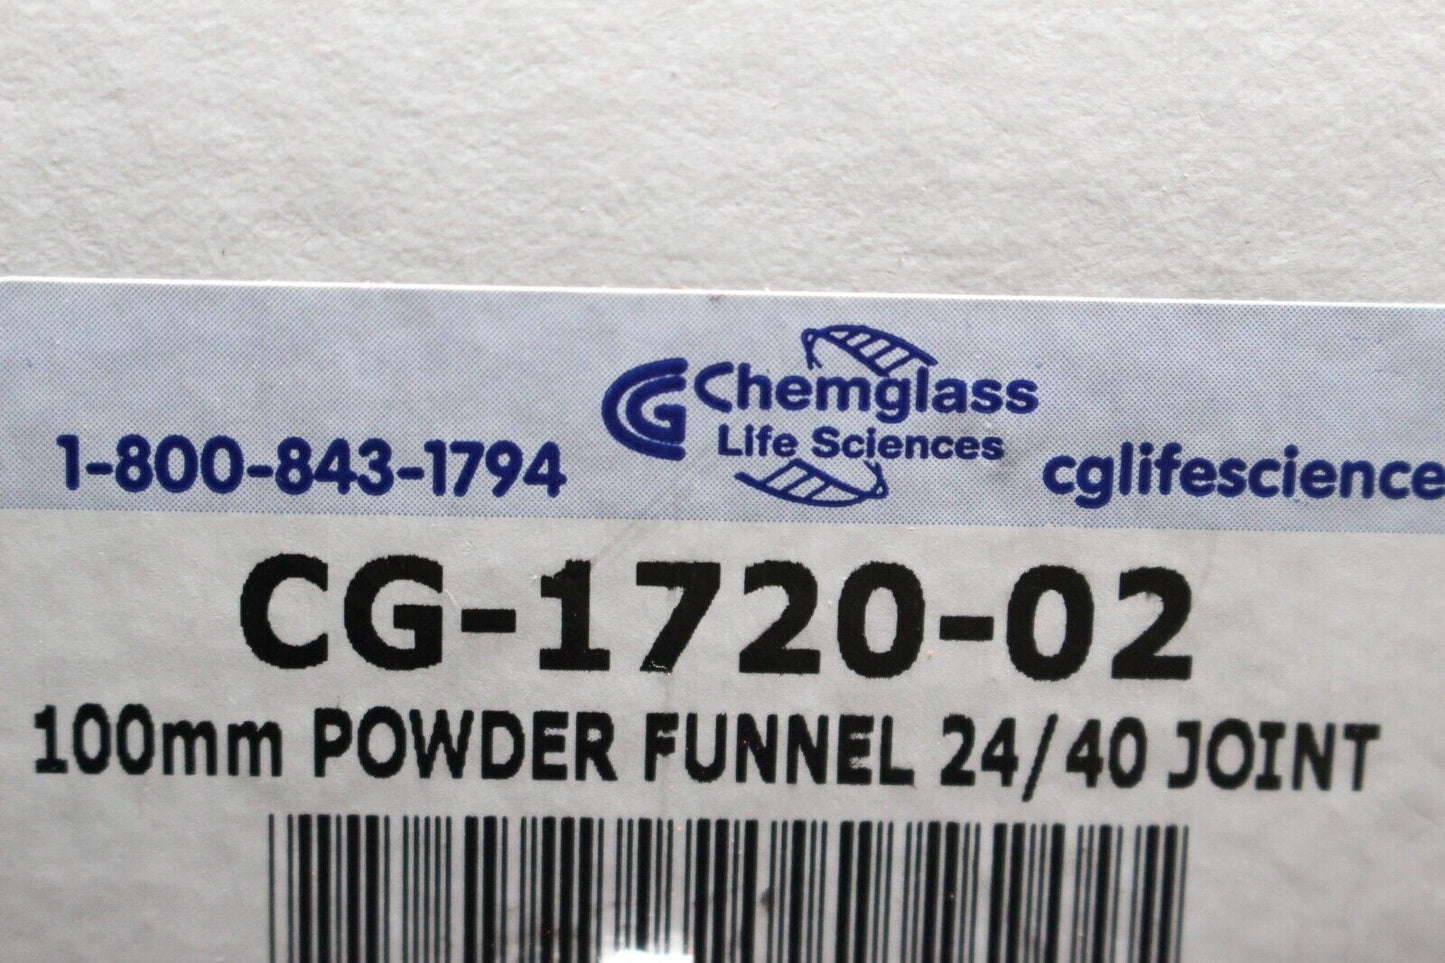 Chemglass
Life Sciences
1-800-843-1794
cglifescience
CG-1720-02
100mm POWDER FUNNEL 24/40 JOINT